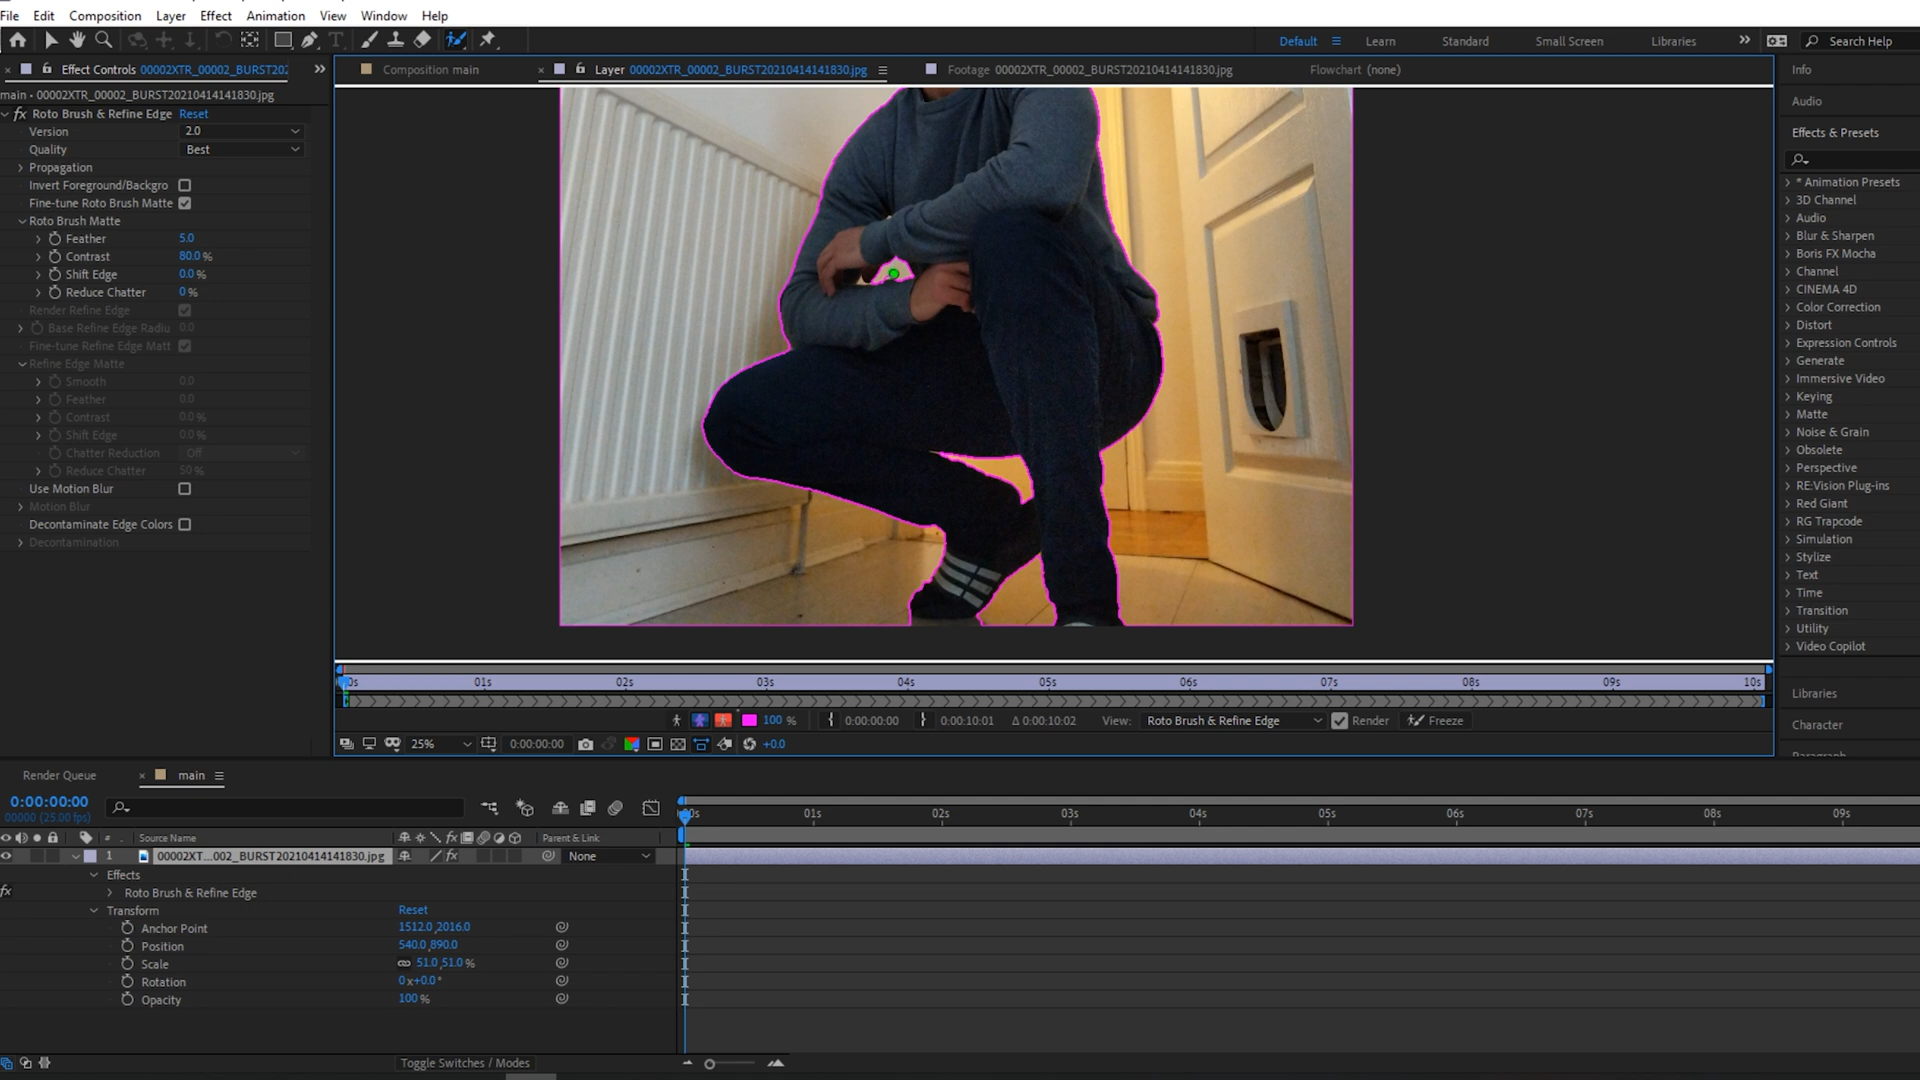 File Edit Composition Layer Effect Animation View Window Help
Default Learn Standard Small Screen Libraries Search Help
Effect Controls 00002XTR_00002_BURST202
main • 00002XTR_00002_BURST20210414141830.jpg
fx Roto Brush & Refine Edge Reset
Version 2.0
Quality Best
Propagation
Invert Foreground/Backgro
Fine-tune Roto Brush Matte
Roto Brush Matte
Feather 5.0
Contrast 80.0 %
Shift Edge 0.0 %
Reduce Chatter 0 %
Render Refine Edge
Base Refine Edge Radiu 0.0
Fine-tune Refine Edge Matt
Refine Edge Matte
Smooth 0.0
Feather 0.0
Contrast 0.0 %
Shift Edge 0.0 %
Chatter Reduction Off
Reduce Chatter 50 %
Use Motion Blur
Motion Blur
Decontaminate Edge Colors
Decontamination
Composition main
Layer 00002XTR_00002_BURST20210414141830.jpg
Footage 00002XTR_00002_BURST20210414141830.jpg
Flowchart (none)
0s 01s 02s 03s 04s 05s 06s 07s 08s 09s 10s
100 % 0:00:00:00 0:00:10:01 Δ 0:00:10:02 View: Roto Brush & Refine Edge Render Freeze
25% 0:00:00:00 +0.0
Info
Audio
Effects & Presets
* Animation Presets
3D Channel
Audio
Blur & Sharpen
Boris FX Mocha
Channel
CINEMA 4D
Color Correction
Distort
Expression Controls
Generate
Immersive Video
Keying
Matte
Noise & Grain
Obsolete
Perspective
RE:Vision Plug-ins
Red Giant
RG Trapcode
Simulation
Stylize
Text
Time
Transition
Utility
Video Copilot
Libraries
Character
Paragraph
Render Queue main
0:00:00:00
00000 (25.00 fps)
00s 01s 02s 03s 04s 05s 06s 07s 08s 09s
# Source Name fx Parent & Link
1 00002XT...002_BURST20210414141830.jpg fx None
Effects
fx Roto Brush & Refine Edge
Transform Reset
Anchor Point 1512.0,2016.0
Position 540.0,890.0
Scale 51.0,51.0 %
Rotation 0x+0.0°
Opacity 100 %
Toggle Switches / Modes